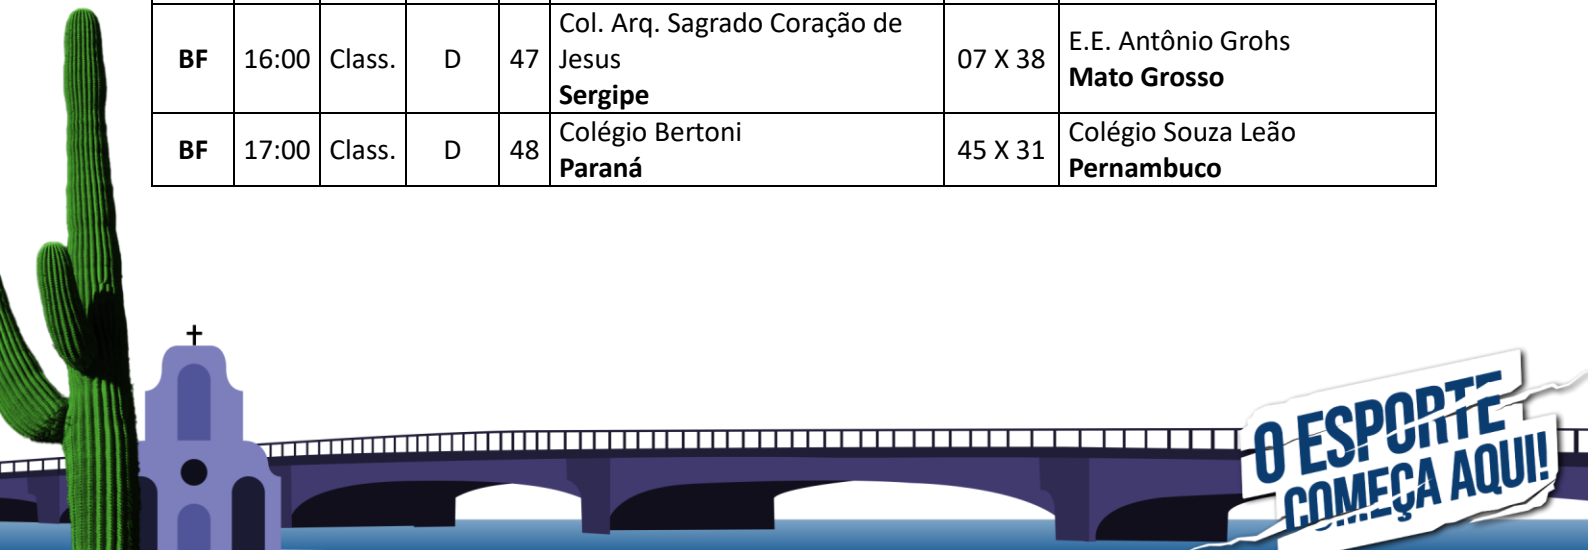 BF 16:00 Class. D 47 Col. Arq. Sagrado Coração de Jesus Sergipe 07 X 38 E.E. Antônio Grohs Mato Grosso
BF 17:00 Class. D 48 Colégio Bertoni Paraná 45 X 31 Colégio Souza Leão Pernambuco
O ESPORTE
COMEÇA AQUI!